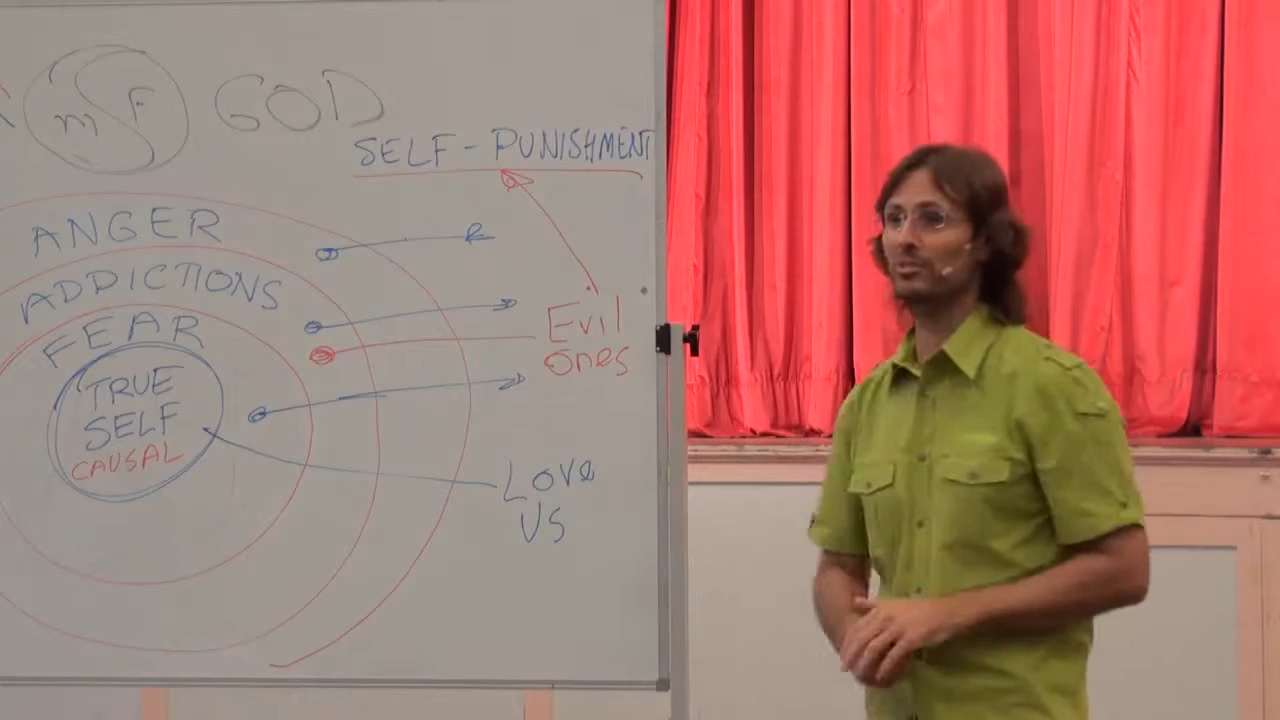 m F GOD
SELF - PUNISHMENT
ANGER
ADDICTIONS
FEAR
TRUE
SELF
CAUSAL
Evil
ones
LOVE
US